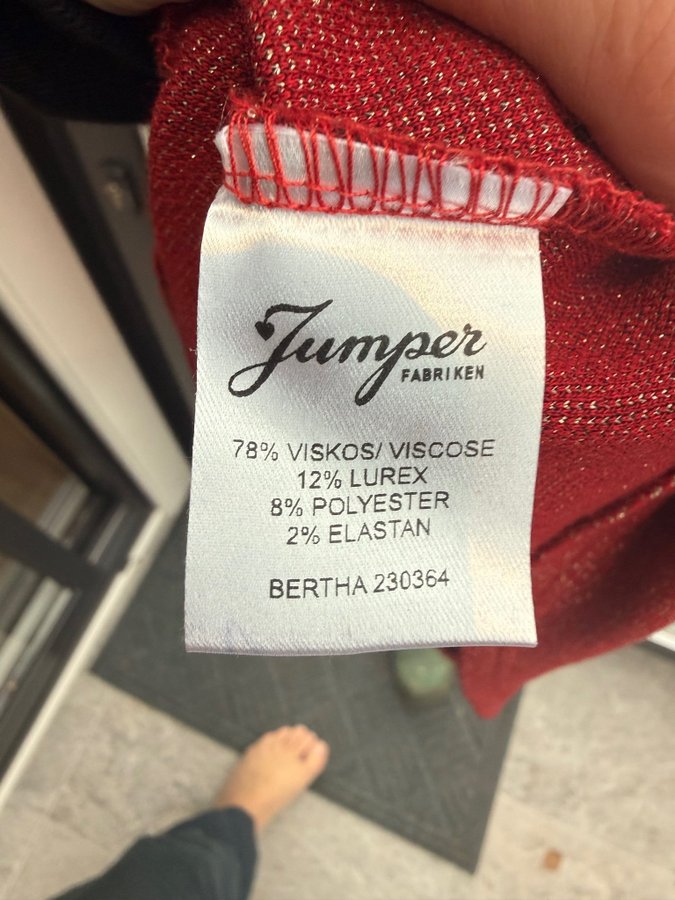 Jumper
FABRIKEN
78% VISKOS/ VISCOSE
12% LUREX
8% POLYESTER
2% ELASTAN
BERTHA 230364